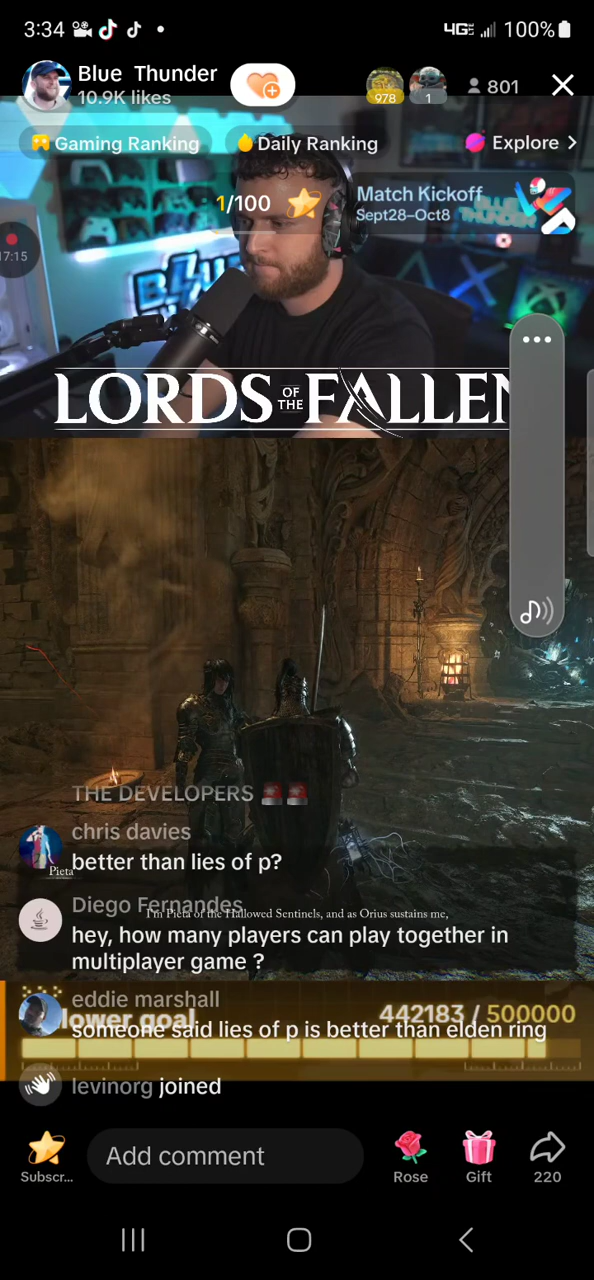 3:34
4G 100%
Blue Thunder
10.9K likes
978
1
801
Gaming Ranking
Daily Ranking
Explore >
1/100
Match Kickoff
Sept28-Oct8
17:15
LORDS OF THE FALLEN
THE DEVELOPERS 🚨🚨
chris davies
better than lies of p?
Pieta
Diego Fernandes
I'm Pieta of the Hallowed Sentinels, and as Orius sustains me,
hey, how many players can play together in
multiplayer game ?
eddie marshall
lower goal
442183 / 500000
someone said lies of p is better than elden ring
levinorg joined
Add comment
Subscr...
Rose
Gift
220